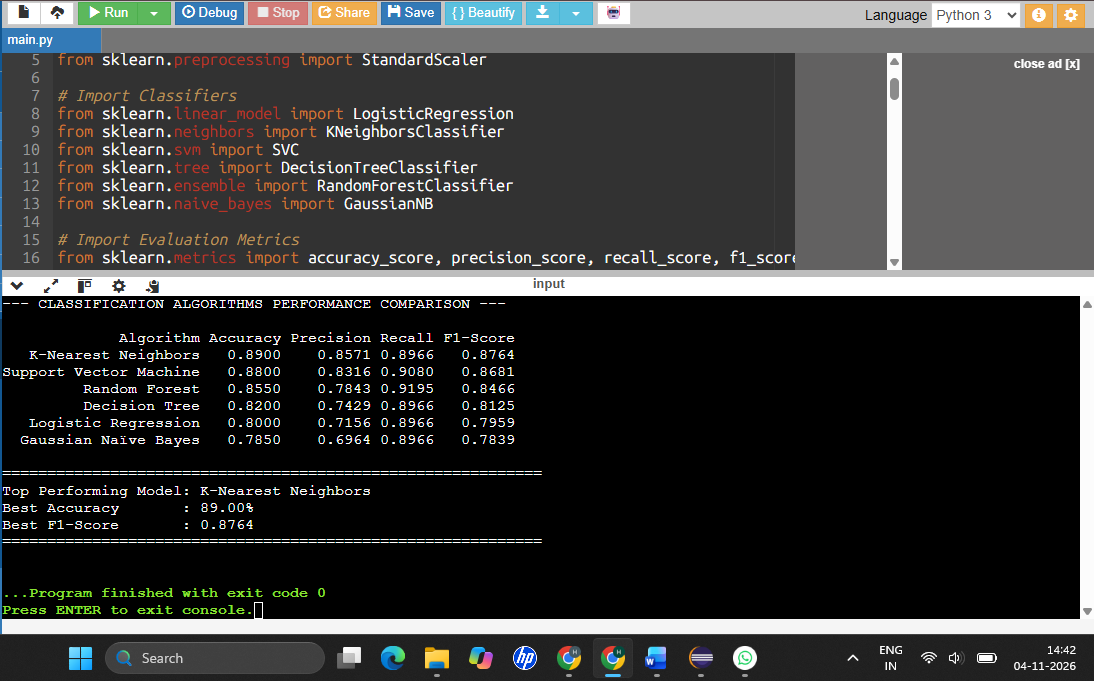 Run Debug Stop Share Save { } Beautify Language Python 3
main.py
close ad [x]
5 from sklearn.preprocessing import StandardScaler
6
7 # Import Classifiers
8 from sklearn.linear_model import LogisticRegression
9 from sklearn.neighbors import KNeighborsClassifier
10 from sklearn.svm import SVC
11 from sklearn.tree import DecisionTreeClassifier
12 from sklearn.ensemble import RandomForestClassifier
13 from sklearn.naive_bayes import GaussianNB
14
15 # Import Evaluation Metrics
16 from sklearn.metrics import accuracy_score, precision_score, recall_score, f1_score
input
--- CLASSIFICATION ALGORITHMS PERFORMANCE COMPARISON ---
Algorithm Accuracy Precision Recall F1-Score
K-Nearest Neighbors 0.8900 0.8571 0.8966 0.8764
Support Vector Machine 0.8800 0.8316 0.9080 0.8681
Random Forest 0.8550 0.7843 0.9195 0.8466
Decision Tree 0.8200 0.7429 0.8966 0.8125
Logistic Regression 0.8000 0.7156 0.8966 0.7959
Gaussian Naïve Bayes 0.7850 0.6964 0.8966 0.7839
============================================================
Top Performing Model: K-Nearest Neighbors
Best Accuracy : 89.00%
Best F1-Score : 0.8764
============================================================
...Program finished with exit code 0
Press ENTER to exit console.
Search
ENG
IN
14:42
04-11-2026